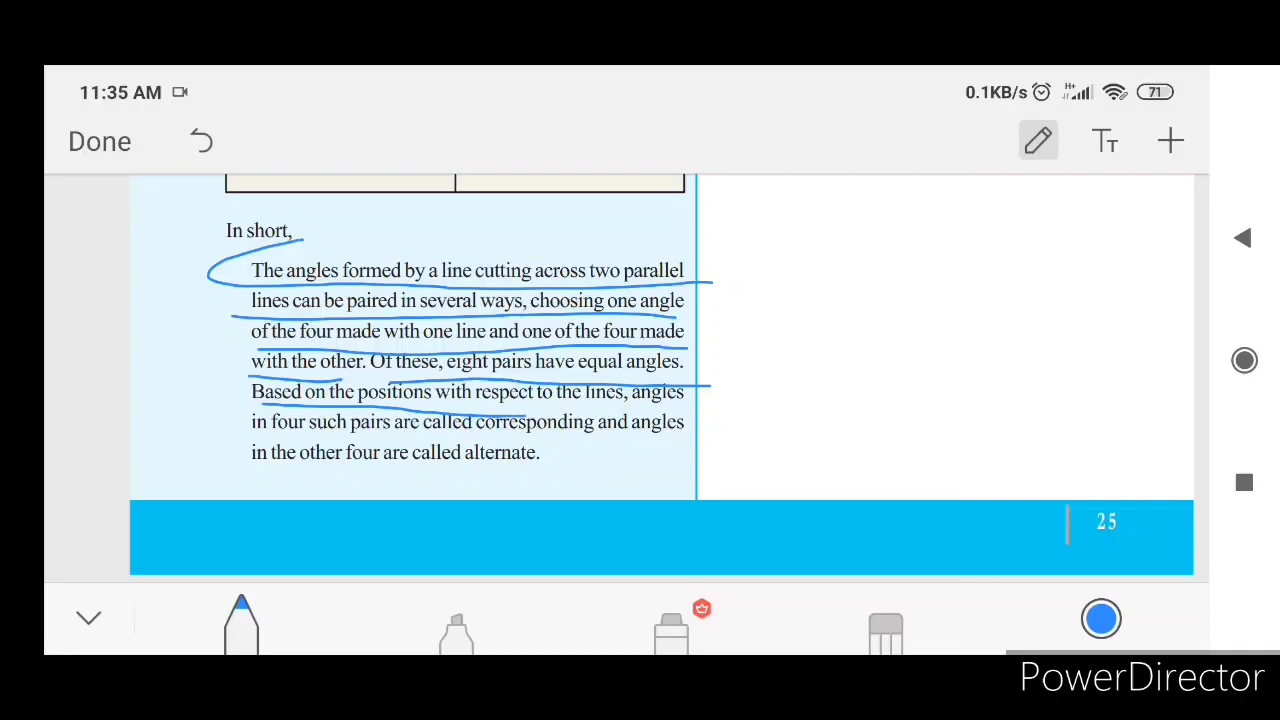 11:35 AM
0.1KB/s H+ 71
Done
TT
In short,
The angles formed by a line cutting across two parallel
lines can be paired in several ways, choosing one angle
of the four made with one line and one of the four made
with the other. Of these, eight pairs have equal angles.
Based on the positions with respect to the lines, angles
in four such pairs are called corresponding and angles
in the other four are called alternate.
25
PowerDirector